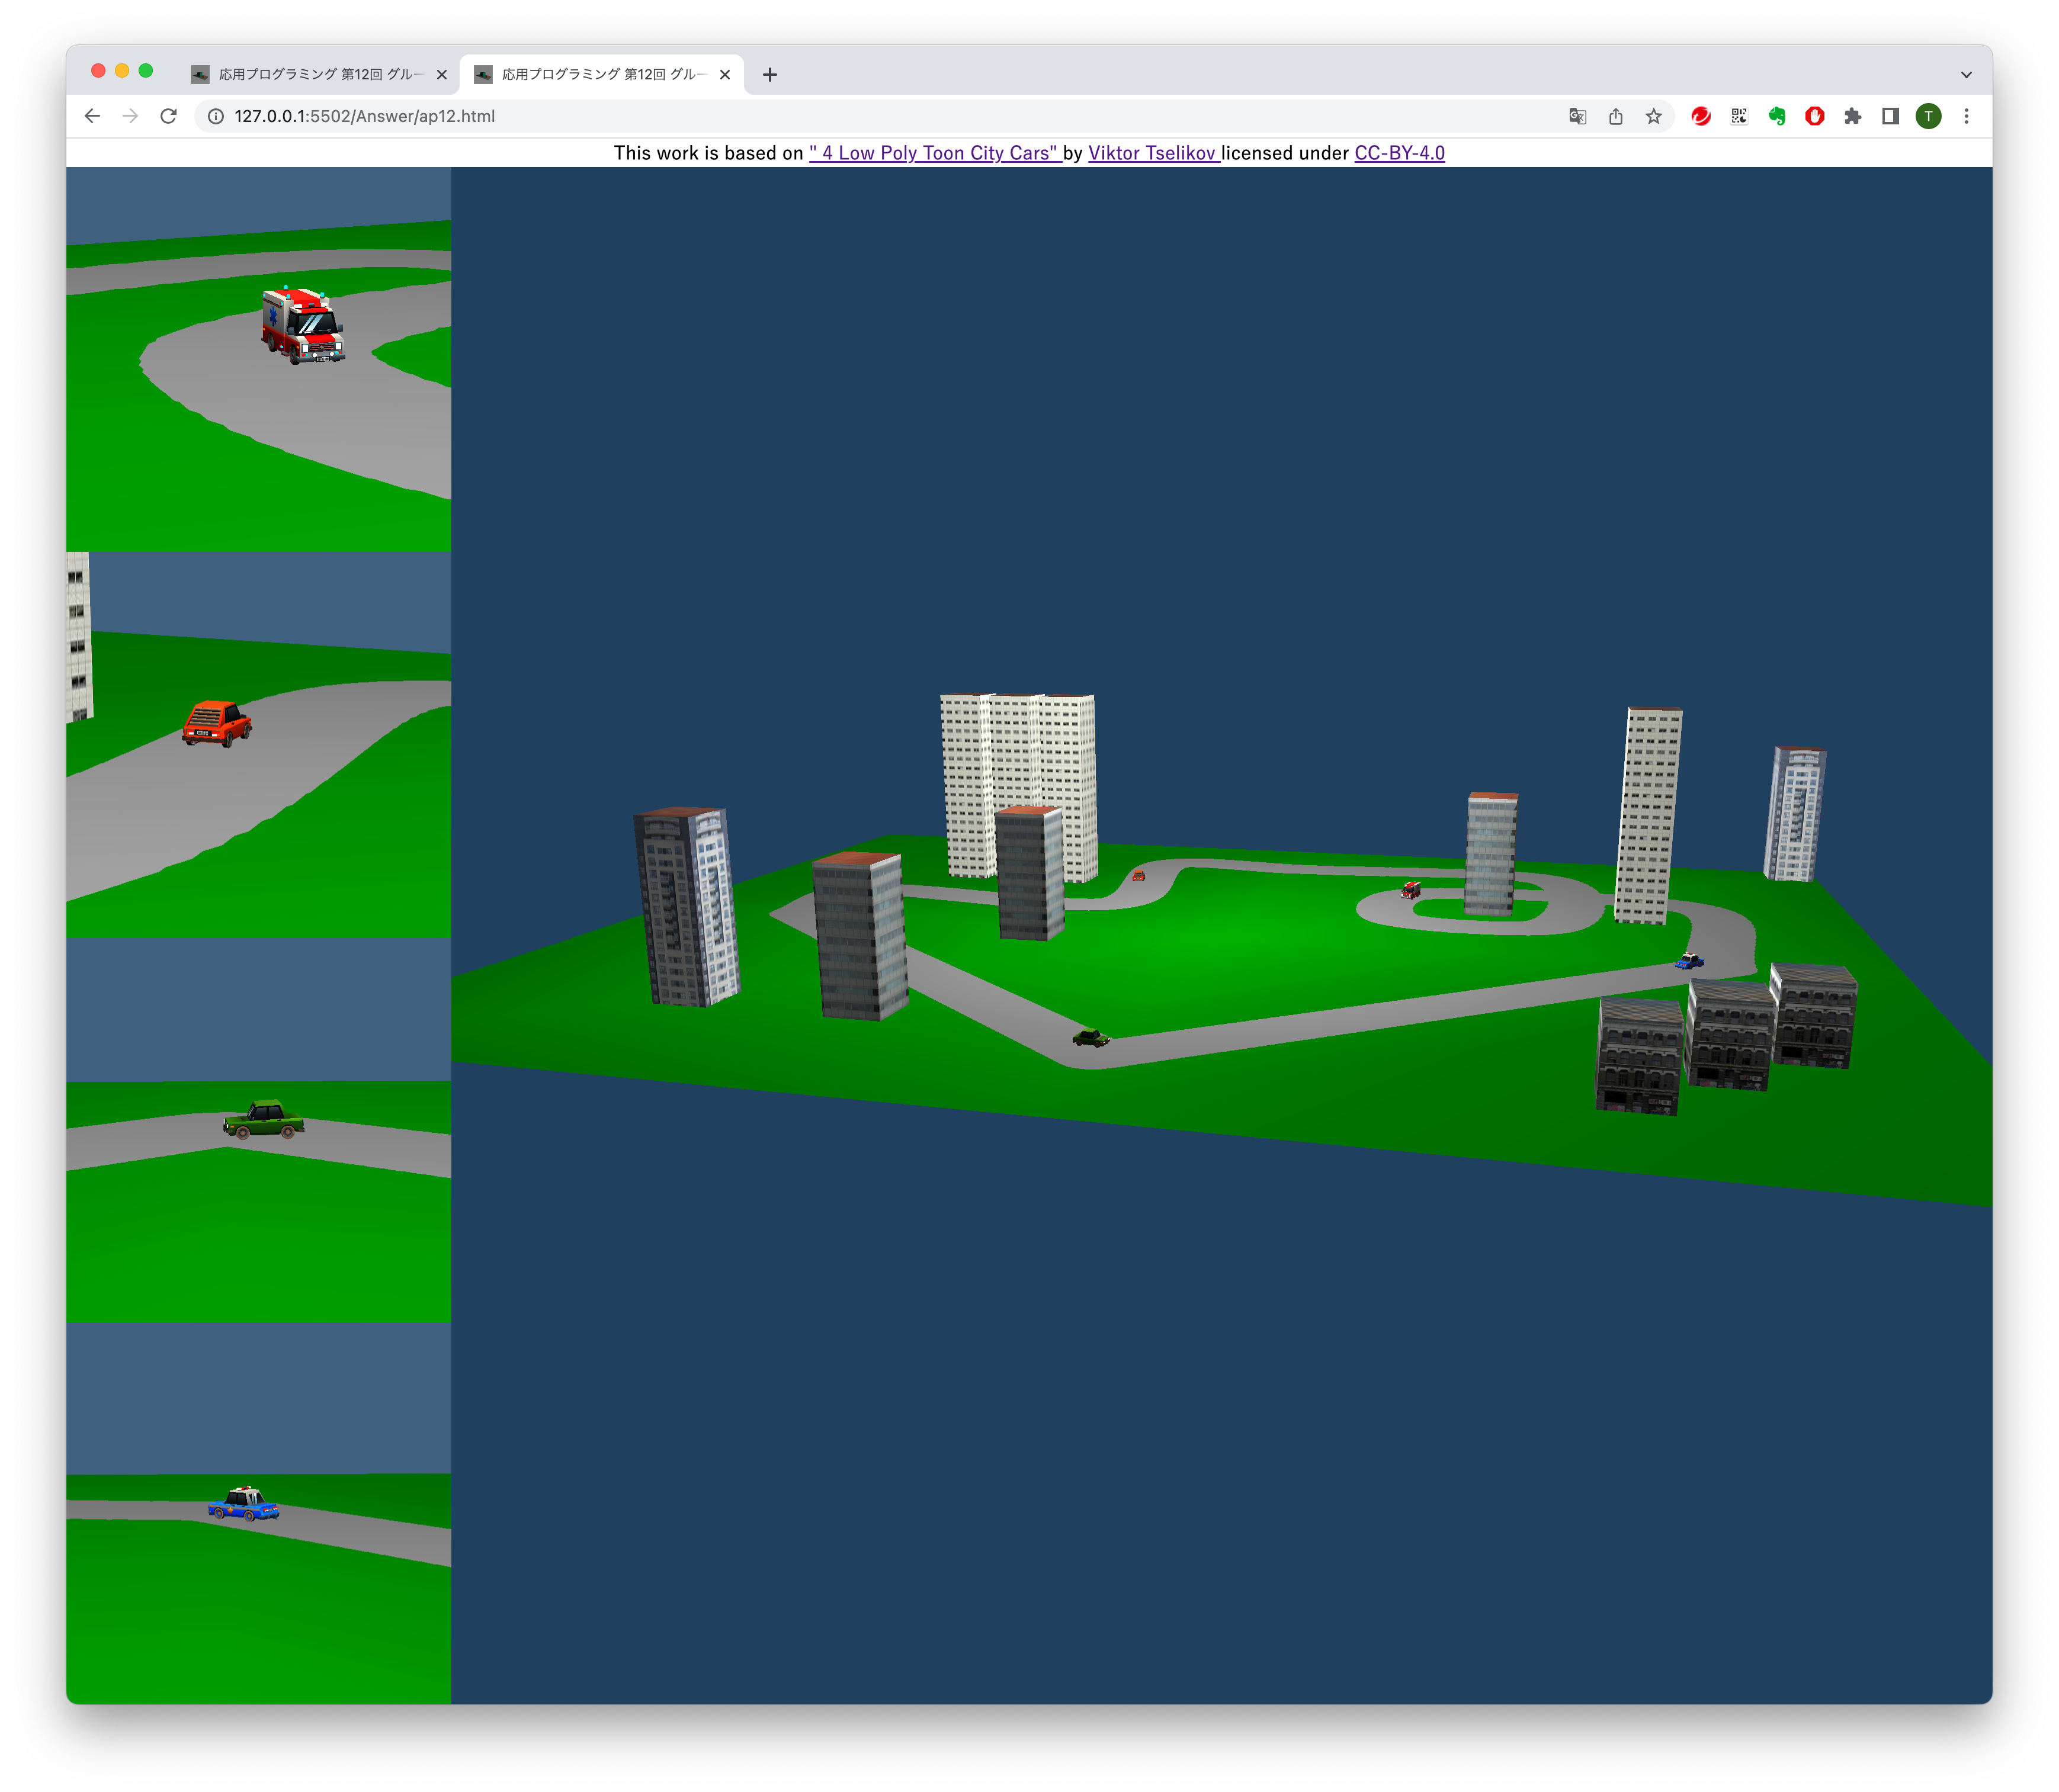 応用プログラミング 第12回 グルー
応用プログラミング 第12回 グルー
127.0.0.1:5502/Answer/ap12.html
T
This work is based on " 4 Low Poly Toon City Cars" by Viktor Tselikov licensed under CC-BY-4.0